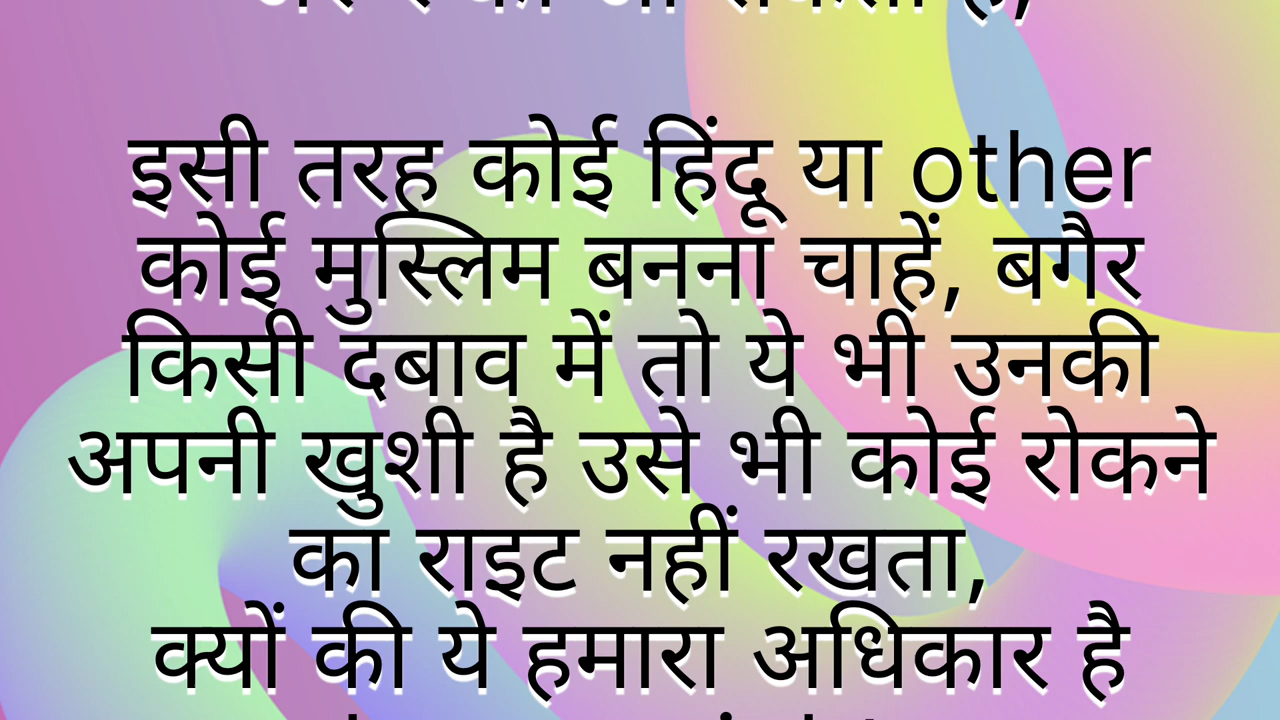 इसी तरह कोई हिंदू या other
कोई मुस्लिम बनना चाहें, बगैर
किसी दबाव में तो ये भी उनकी
अपनी खुशी है उसे भी कोई रोकने
का राइट नहीं रखता,
क्यों की ये हमारा अधिकार है